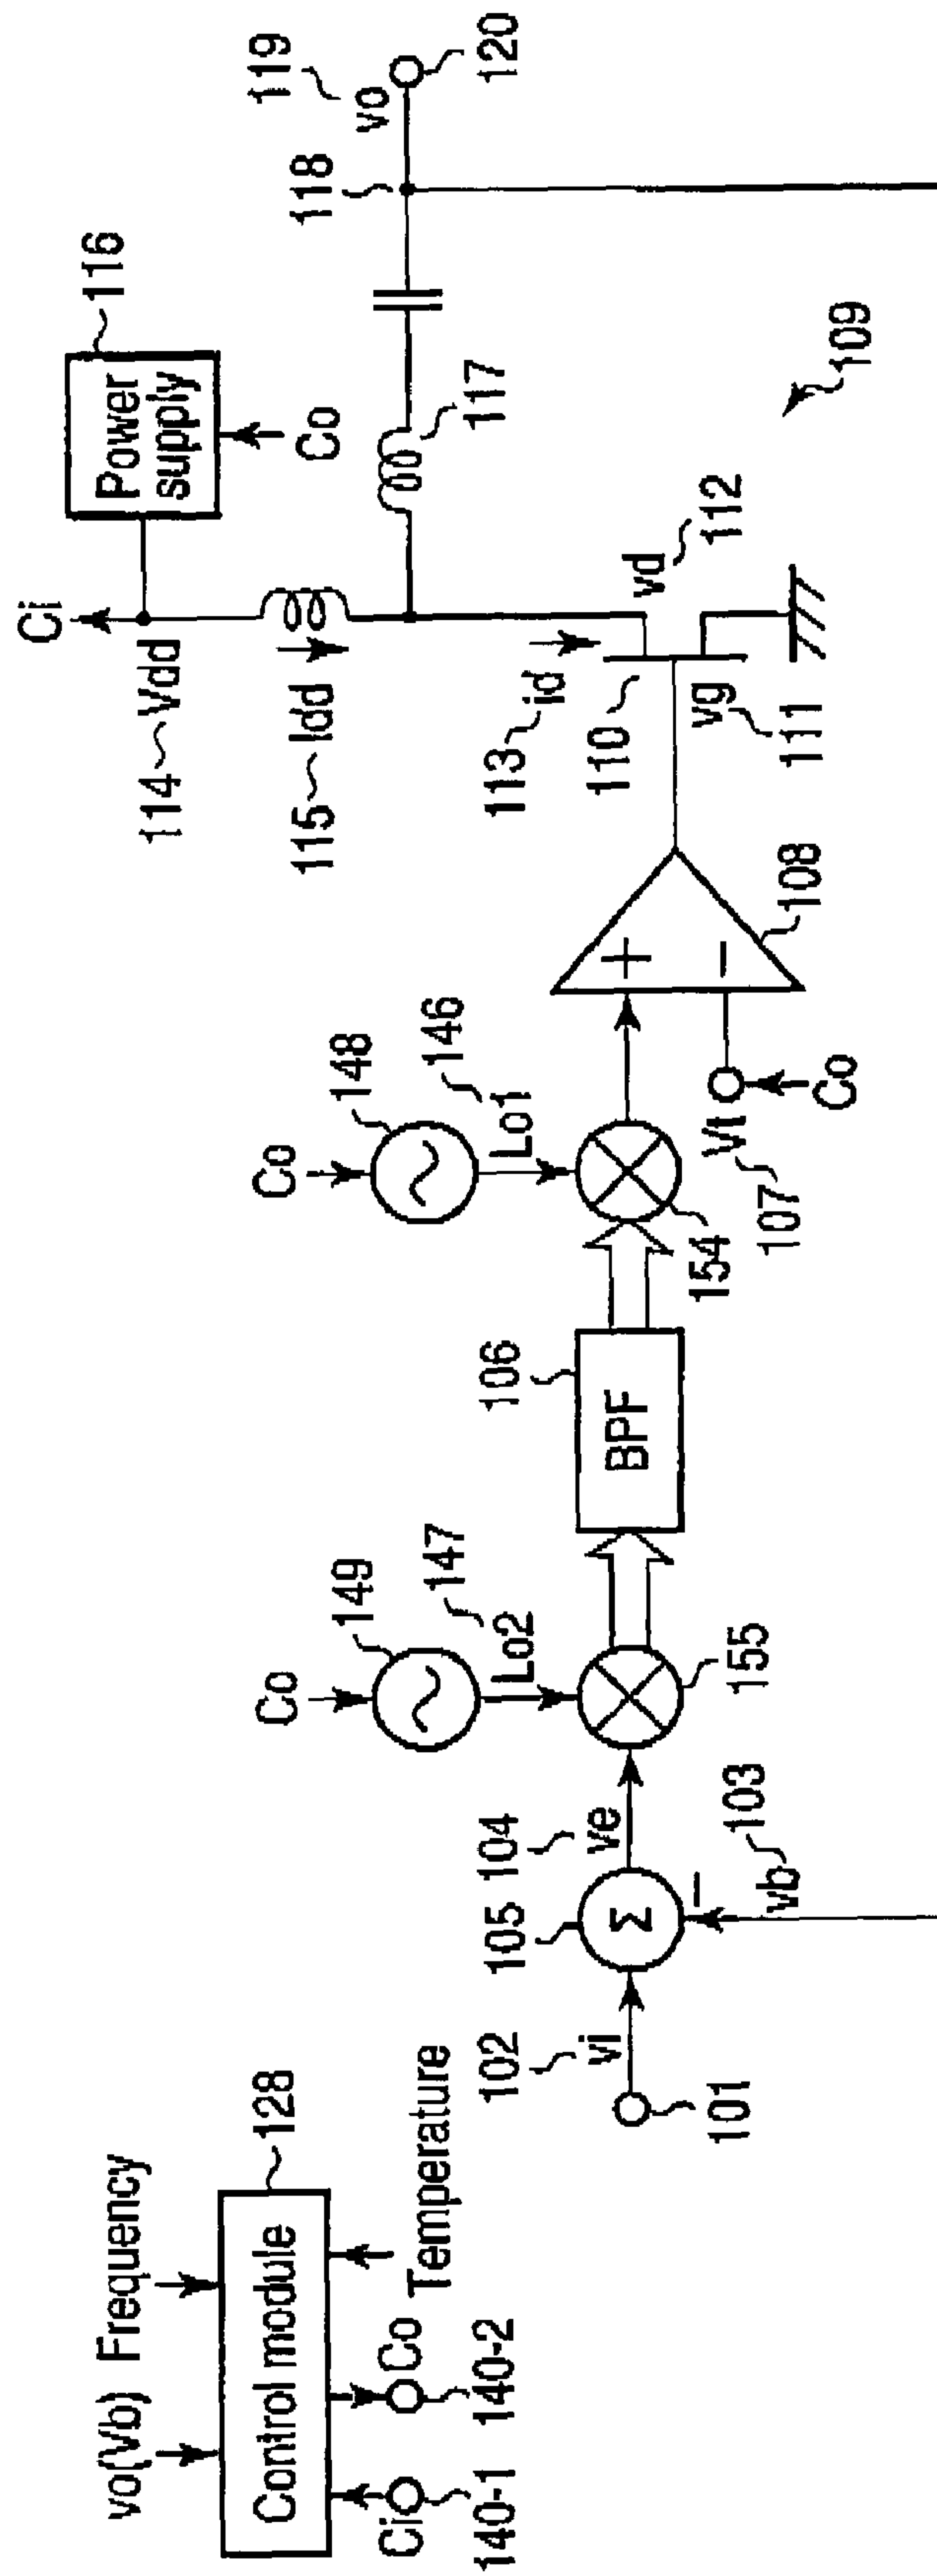 vo(Vb) Frequency
Control module
128
Ci
Co
Temperature
140-1
140-2
102
vi
101
105
Σ
104
ve
−
vb
103
Co
149
147
Lo2
155
106
BPF
Co
148
146
Lo1
154
Vt
107
Co
+
−
108
Ci
114
Vdd
116
Power
supply
Co
115
Idd
113
id
110
vg
111
vd
112
117
109
118
vo
119
120